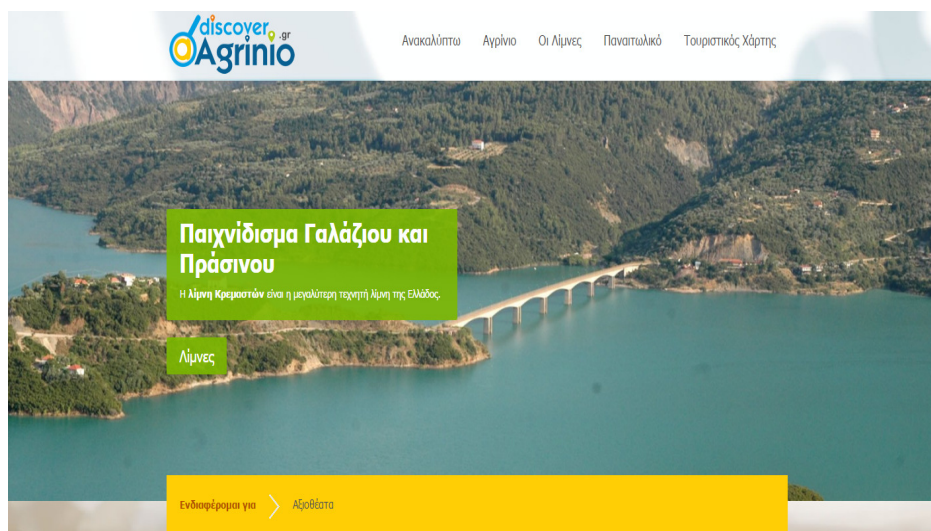 discover.gr
Agrinio
Ανακαλύπτω Αγρίνιο Οι Λίμνες Παναιτωλικό Τουριστικός Χάρτης
Παιχνίδισμα Γαλάζιου και
Πράσινου
Η λίμνη Κρεμαστών είναι η μεγαλύτερη τεχνητή λίμνη της Ελλάδος.
Λίμνες
Ενδιαφέρομαι για Αξιοθέατα